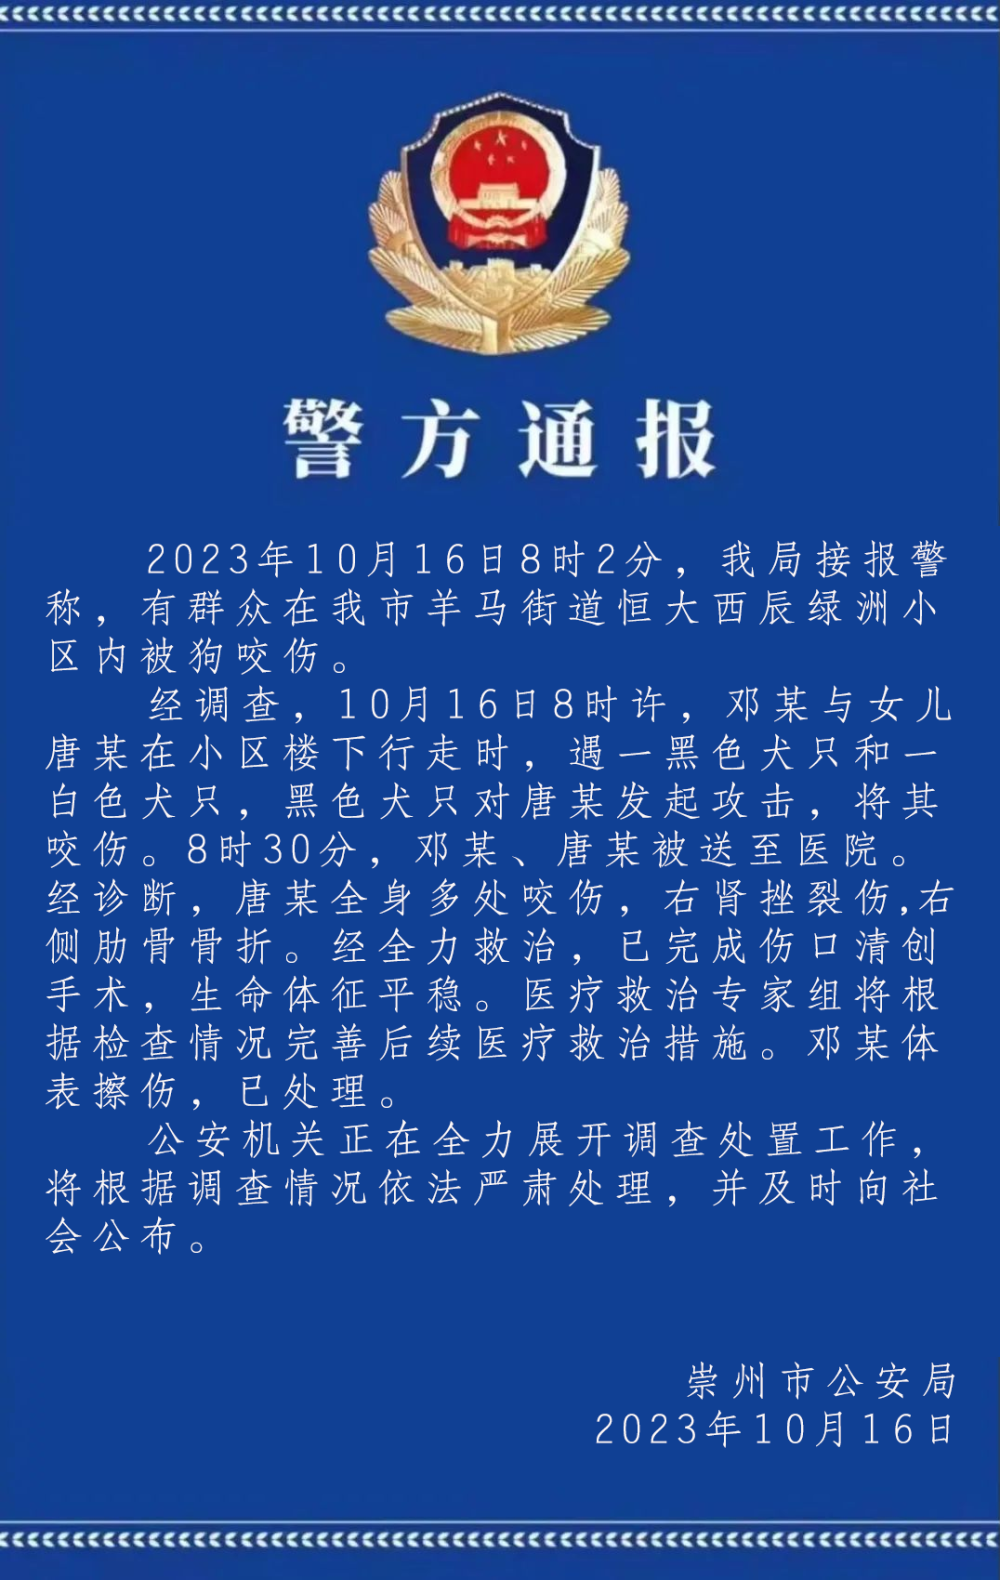 警方通报
2023年10月16日8时2分，我局接报警
称，有群众在我市羊马街道恒大西辰绿洲小
区内被狗咬伤。
经调查，10月16日8时许，邓某与女儿
唐某在小区楼下行走时，遇一黑色犬只和一
白色犬只，黑色犬只对唐某发起攻击，将其
咬伤。8时30分，邓某、唐某被送至医院。
经诊断，唐某全身多处咬伤，右肾挫裂伤,右
侧肋骨骨折。经全力救治，已完成伤口清创
手术，生命体征平稳。医疗救治专家组将根
据检查情况完善后续医疗救治措施。邓某体
表擦伤，已处理。
公安机关正在全力展开调查处置工作，
将根据调查情况依法严肃处理，并及时向社
会公布。
崇州市公安局
2023年10月16日